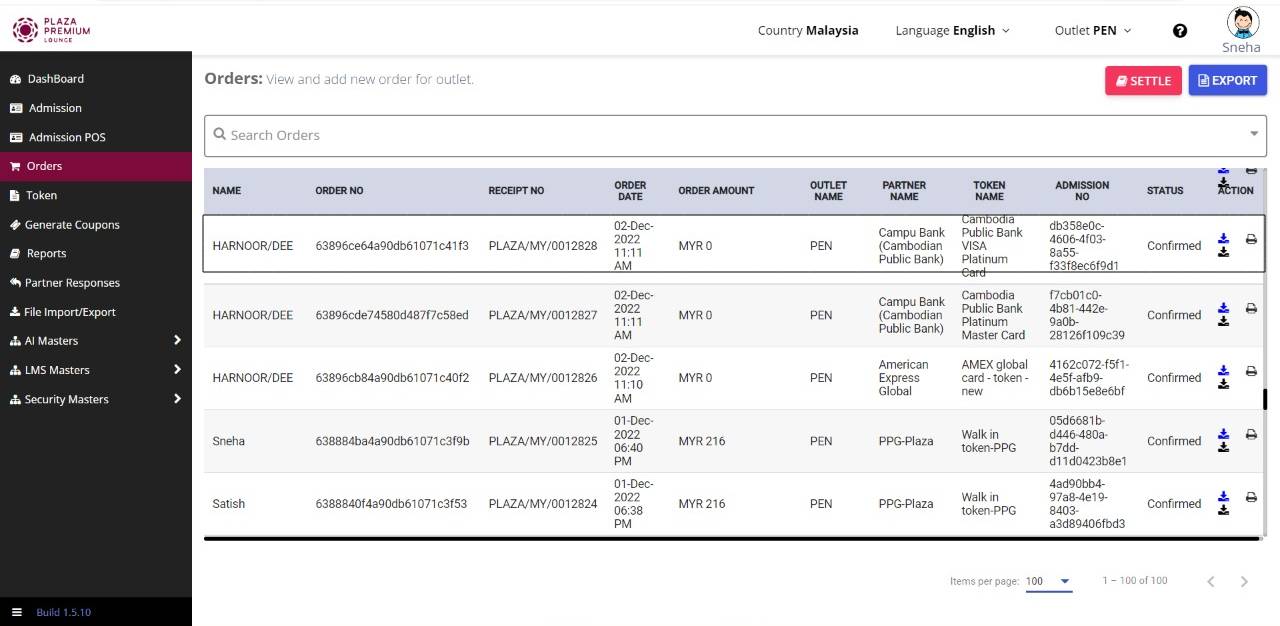 PLAZA
PREMIUM
LOUNGE
Country Malaysia
Language English
Outlet PEN
Sneha
DashBoard
Admission
Admission POS
Orders
Token
Generate Coupons
Reports
Partner Responses
File Import/Export
AI Masters
LMS Masters
Security Masters
Build 1.5.10
Orders: View and add new order for outlet.
SETTLE
EXPORT
Search Orders
NAME ORDER NO RECEIPT NO ORDER DATE ORDER AMOUNT OUTLET NAME PARTNER NAME TOKEN NAME ADMISSION NO STATUS ACTION
HARNOOR/DEE 63896ce64a90db61071c41f3 PLAZA/MY/0012828 02-Dec-2022 11:11 AM MYR 0 PEN Campu Bank (Cambodian Public Bank) Cambodia Public Bank VISA Platinum Card db358e0c-4606-4f03-8a55-f33f8ec6f9d1 Confirmed
HARNOOR/DEE 63896cde74580d487f7c58ed PLAZA/MY/0012827 02-Dec-2022 11:11 AM MYR 0 PEN Campu Bank (Cambodian Public Bank) Cambodia Public Bank Platinum Master Card f7cb01c0-4b81-442e-9a0b-28126f109c39 Confirmed
HARNOOR/DEE 63896cb84a90db61071c40f2 PLAZA/MY/0012826 02-Dec-2022 11:10 AM MYR 0 PEN American Express Global AMEX global card - token - new 4162c072-f5f1-4e5f-afb9-db6b15e8e6bf Confirmed
Sneha 638884ba4a90db61071c3f9b PLAZA/MY/0012825 01-Dec-2022 06:40 PM MYR 216 PEN PPG-Plaza Walk in token-PPG 05d6681b-d446-480a-b7dd-d11d0423b8e1 Confirmed
Satish 6388840f4a90db61071c3f53 PLAZA/MY/0012824 01-Dec-2022 06:38 PM MYR 216 PEN PPG-Plaza Walk in token-PPG 4ad90bb4-97a8-4e19-8403-a3d89406fbd3 Confirmed
Items per page: 100 1 – 100 of 100